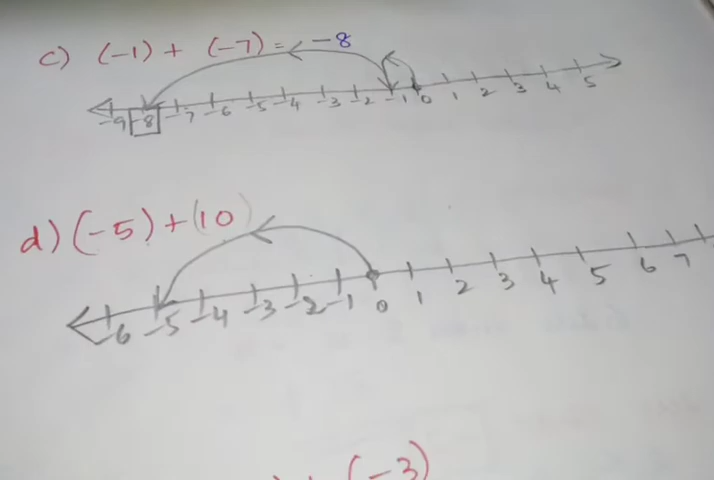 c) (-1) + (-7) = -8
-9 -8 -7 -6 -5 -4 -3 -2 -1 0 1 2 3 4 5
d) (-5) + (10)
-6 -5 -4 -3 -2 -1 0 1 2 3 4 5 6 7
(-3)